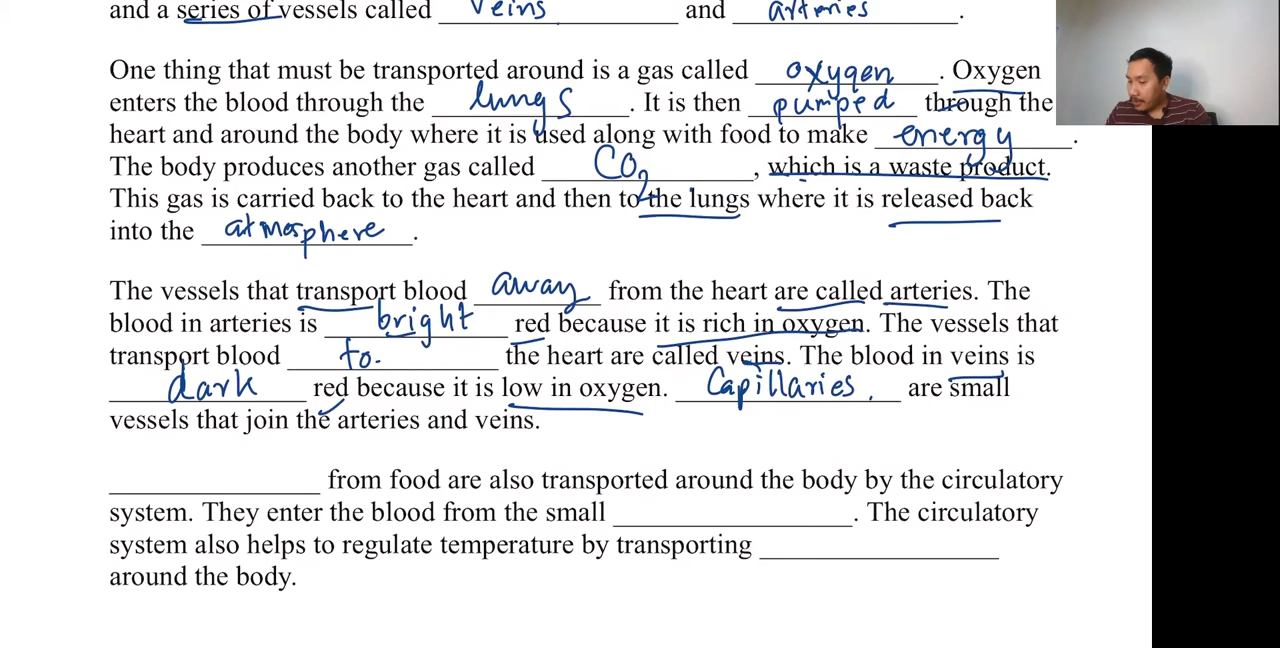 and a series of vessels called veins and arteries.
One thing that must be transported around is a gas called oxygen. Oxygen
enters the blood through the lungs. It is then pumped through the
heart and around the body where it is used along with food to make energy.
The body produces another gas called CO₂, which is a waste product.
This gas is carried back to the heart and then to the lungs where it is released back
into the atmosphere.
The vessels that transport blood away from the heart are called arteries. The
blood in arteries is bright red because it is rich in oxygen. The vessels that
transport blood to. the heart are called veins. The blood in veins is
dark red because it is low in oxygen. Capillaries. are small
vessels that join the arteries and veins.
____________ from food are also transported around the body by the circulatory
system. They enter the blood from the small ____________. The circulatory
system also helps to regulate temperature by transporting ____________
around the body.